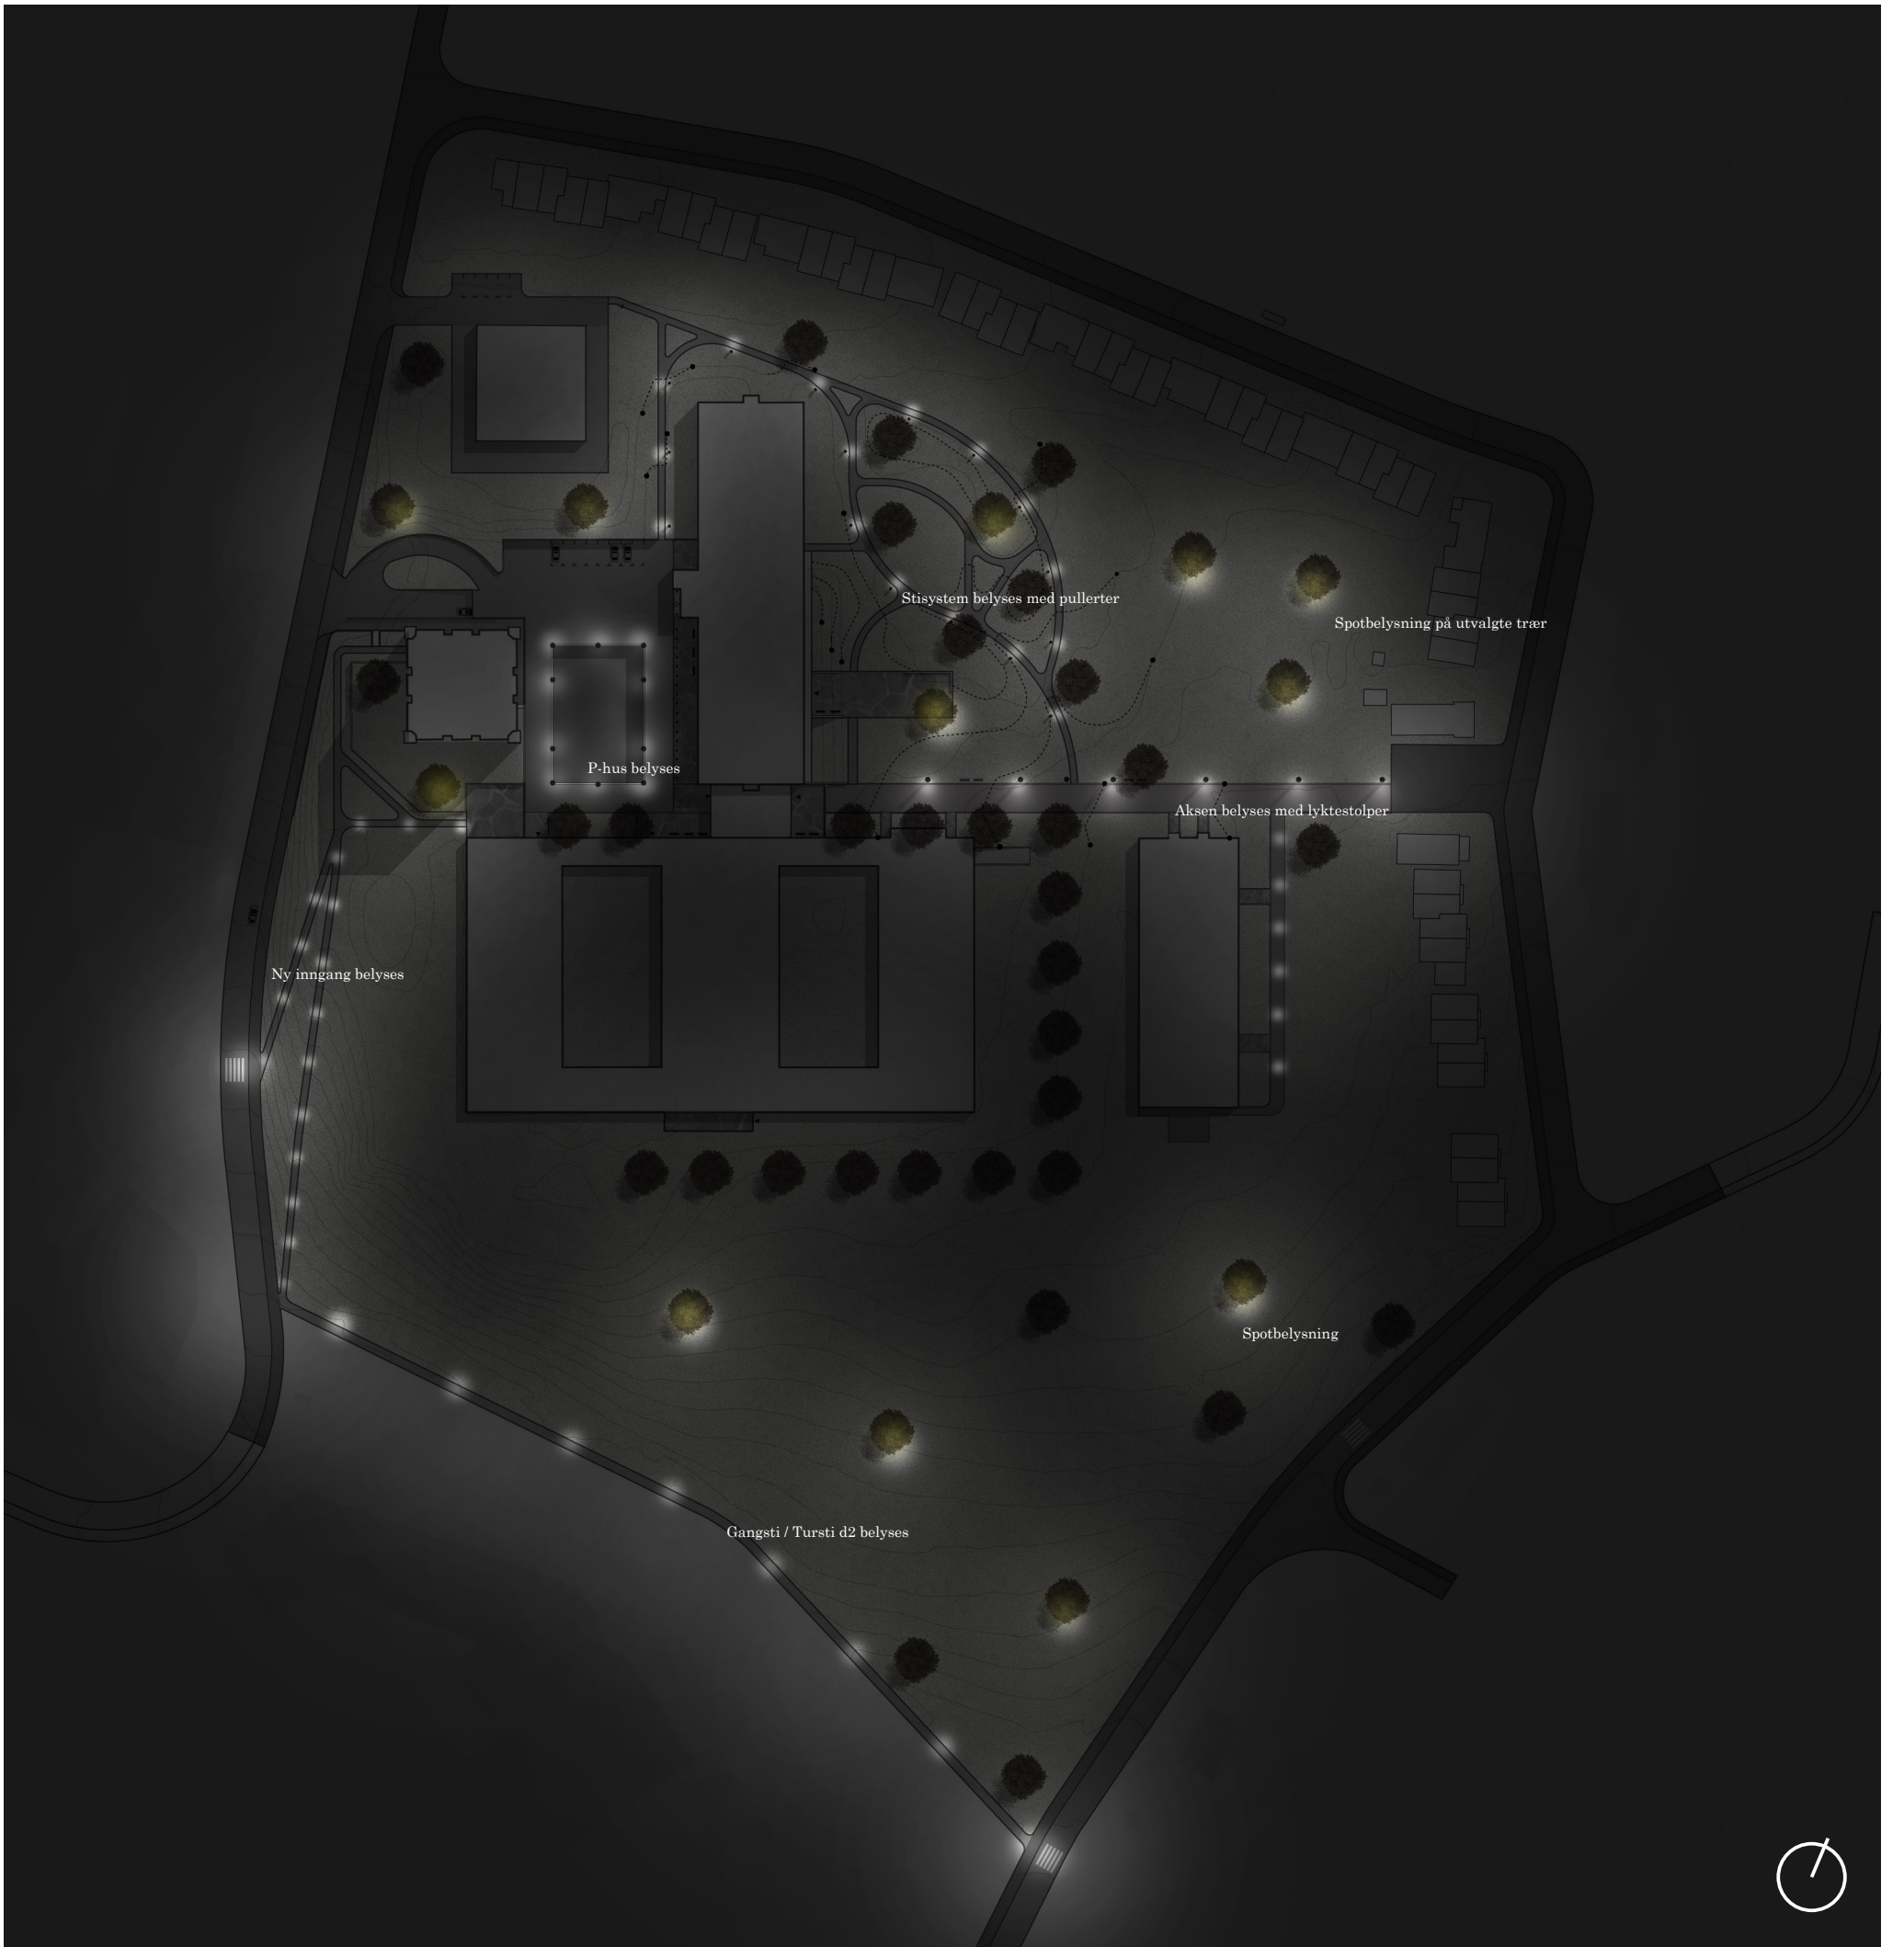 Stisystem belyses med pullerter
Spotbelysning på utvalgte trær
P-hus belyses
Aksen belyses med lyktestolper
Ny inngang belyses
Spotbelysning
Gangsti / Tursti d2 belyses